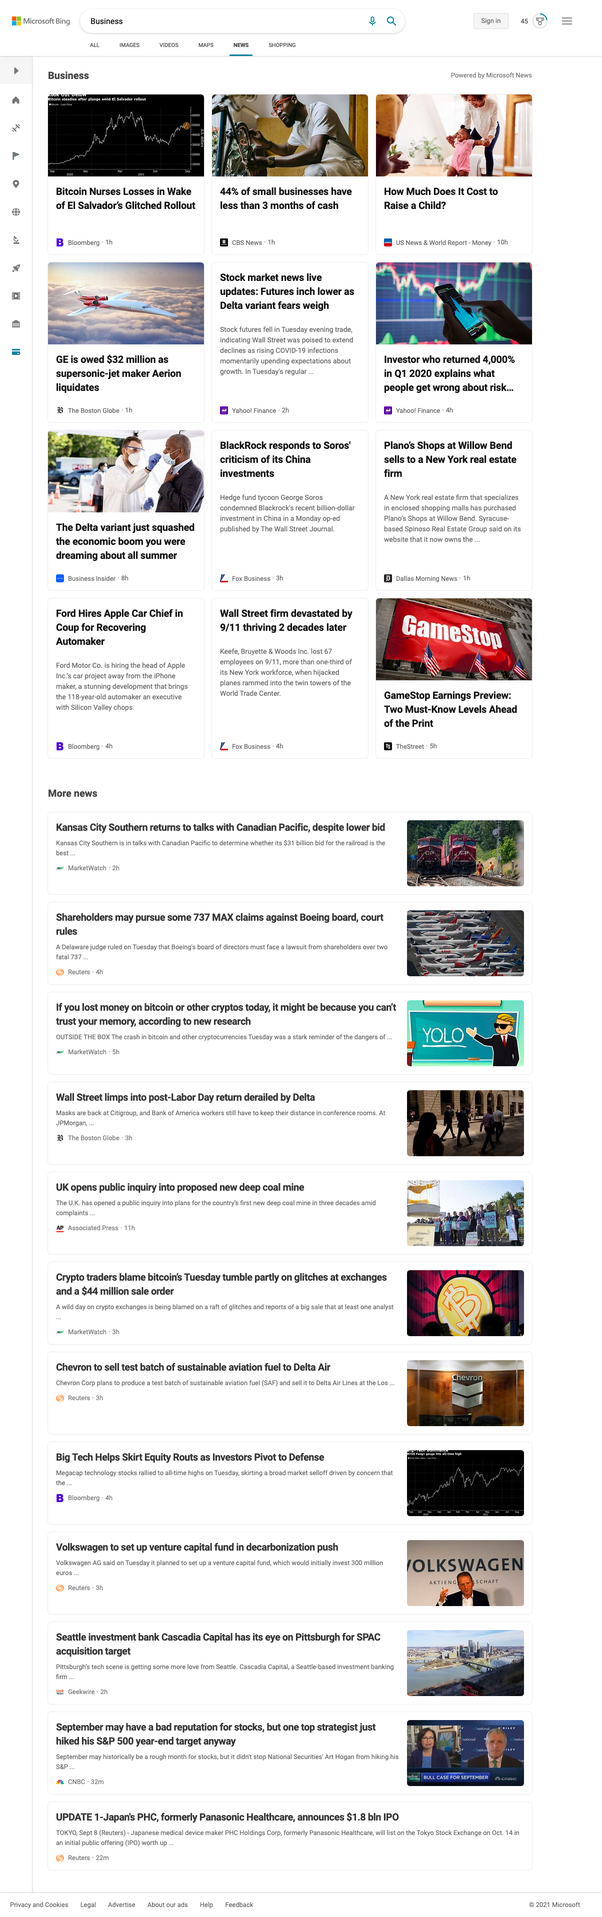 Microsoft Bing
Business
Sign in
45
ALL
IMAGES
VIDEOS
MAPS
NEWS
SHOPPING
Business
Powered by Microsoft News
Bitcoin Nurses Losses in Wake
of El Salvador's Glitched Rollout
Bloomberg · 1h
44% of small businesses have
less than 3 months of cash
CBS News · 1h
How Much Does It Cost to
Raise a Child?
US News & World Report - Money · 10h
GE is owed $32 million as
supersonic-jet maker Aerion
liquidates
The Boston Globe · 1h
Stock market news live
updates: Futures inch lower as
Delta variant fears weigh
Stock futures fell in Tuesday evening trade,
indicating Wall Street was poised to extend
declines as rising COVID-19 infections
momentarily upending expectations about
growth. In Tuesday's regular ...
Yahoo! Finance · 2h
Investor who returned 4,000%
in Q1 2020 explains what
people get wrong about risk...
Yahoo! Finance · 4h
The Delta variant just squashed
the economic boom you were
dreaming about all summer
Business Insider · 8h
BlackRock responds to Soros'
criticism of its China
investments
Hedge fund tycoon George Soros
condemned Blackrock's recent billion-dollar
investment in China in a Monday op-ed
published by The Wall Street Journal.
Fox Business · 3h
Plano's Shops at Willow Bend
sells to a New York real estate
firm
A New York real estate firm that specializes
in enclosed shopping malls has purchased
Plano's Shops at Willow Bend. Syracuse-
based Spinoso Real Estate Group said on its
website that it now owns the ...
Dallas Morning News · 1h
Ford Hires Apple Car Chief in
Coup for Recovering
Automaker
Ford Motor Co. is hiring the head of Apple
Inc.'s car project away from the iPhone
maker, a stunning development that brings
the 118-year-old automaker an executive
with Silicon Valley chops.
Bloomberg · 4h
Wall Street firm devastated by
9/11 thriving 2 decades later
Keefe, Bruyette & Woods Inc. lost 67
employees on 9/11, more than one-third of
its New York workforce, when hijacked
planes rammed into the twin towers of the
World Trade Center.
Fox Business · 4h
GameStop
GameStop Earnings Preview:
Two Must-Know Levels Ahead
of the Print
TheStreet · 5h
More news
Kansas City Southern returns to talks with Canadian Pacific, despite lower bid
Kansas City Southern is in talks with Canadian Pacific to determine whether its $31 billion bid for the railroad is the
best ...
MarketWatch · 2h
Shareholders may pursue some 737 MAX claims against Boeing board, court
rules
A Delaware judge ruled on Tuesday that Boeing's board of directors must face a lawsuit from shareholders over two
fatal 737 ...
Reuters · 4h
If you lost money on bitcoin or other cryptos today, it might be because you can't
trust your memory, according to new research
OUTSIDE THE BOX The crash in bitcoin and other cryptocurrencies Tuesday was a stark reminder of the dangers of ...
MarketWatch · 5h
YOLO
Wall Street limps into post-Labor Day return derailed by Delta
Masks are back at Citigroup, and Bank of America workers still have to keep their distance in conference rooms. At
JPMorgan, ...
The Boston Globe · 3h
UK opens public inquiry into proposed new deep coal mine
The U.K. has opened a public inquiry into plans for the country's first new deep coal mine in three decades amid
complaints ...
AP
Associated Press · 11h
Crypto traders blame bitcoin's Tuesday tumble partly on glitches at exchanges
and a $44 million sale order
A wild day on crypto exchanges is being blamed on a raft of glitches and reports of a big sale that at least one analyst
...
MarketWatch · 3h
Chevron to sell test batch of sustainable aviation fuel to Delta Air
Chevron Corp plans to produce a test batch of sustainable aviation fuel (SAF) and sell it to Delta Air Lines at the Los ...
Reuters · 3h
Chevron
Big Tech Helps Skirt Equity Routs as Investors Pivot to Defense
Megacap technology stocks rallied to all-time highs on Tuesday, skirting a broad market selloff driven by concern that
the ...
Bloomberg · 4h
Volkswagen to set up venture capital fund in decarbonization push
Volkswagen AG said on Tuesday it planned to set up a venture capital fund, which would initially invest 300 million
euros ...
Reuters · 3h
VOLKSWAGEN
Seattle investment bank Cascadia Capital has its eye on Pittsburgh for SPAC
acquisition target
Pittsburgh's tech scene is getting some more love from Seattle. Cascadia Capital, a Seattle-based investment banking
firm ...
Geekwire · 2h
September may have a bad reputation for stocks, but one top strategist just
hiked his S&P 500 year-end target anyway
September may historically be a rough month for stocks, but it didn't stop National Securities' Art Hogan from hiking his
S&P ...
CNBC · 32m
BULL CASE FOR SEPTEMBER
CNBC
UPDATE 1-Japan's PHC, formerly Panasonic Healthcare, announces $1.8 bln IPO
TOKYO, Sept 8 (Reuters) - Japanese medical device maker PHC Holdings Corp, formerly Panasonic Healthcare, will list on the Tokyo Stock Exchange on Oct. 14 in
an initial public offering (IPO) worth up ...
Reuters · 22m
Privacy and Cookies
Legal
Advertise
About our ads
Help
Feedback
© 2021 Microsoft